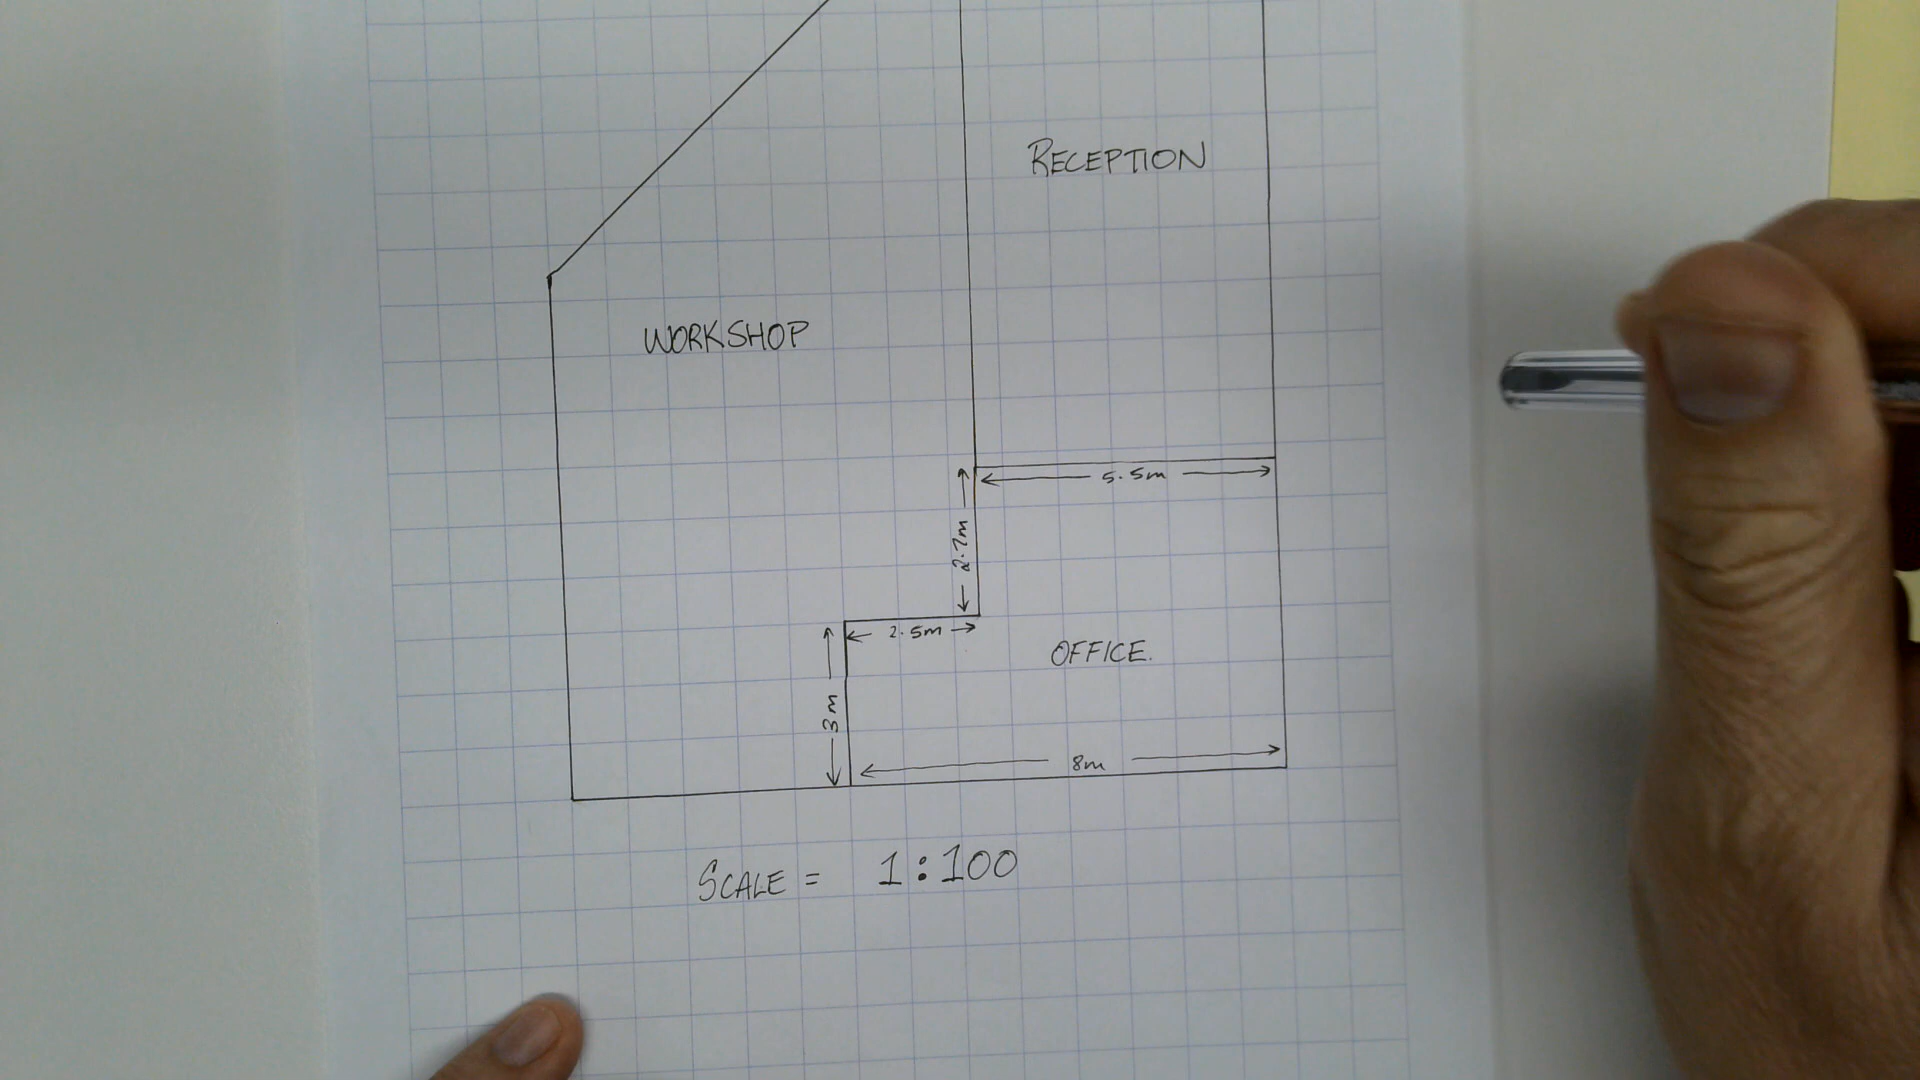 RECEPTION
WORKSHOP
5.5m
2.7m
2.5m
OFFICE.
3m
8m
SCALE = 1:100